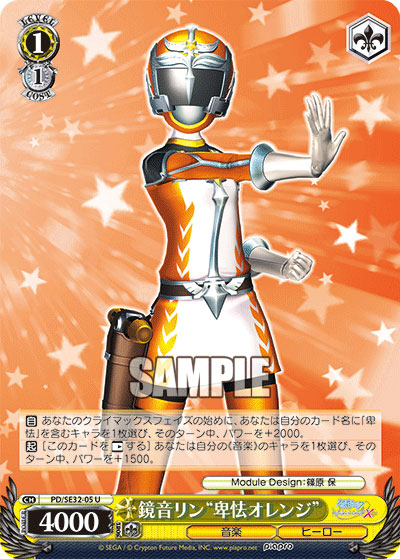 LEVEL
1
1
COST
SAMPLE
自 あなたのクライマックスフェイズの始めに、あなたは自分のカード名に「卑
怯」を含むキャラを1枚選び、そのターン中、パワーを+2000。
起 [このカードをする] あなたは自分の《音楽》のキャラを1枚選び、そのターン
中、パワーを+1500。
Module Design:篠原 保
CH PD/SE32-05 U
鏡音リン“卑怯オレンジ”
POWER
4000
音楽
ヒーロー
© SEGA / © Crypton Future Media, INC. www.piapro.net piapro